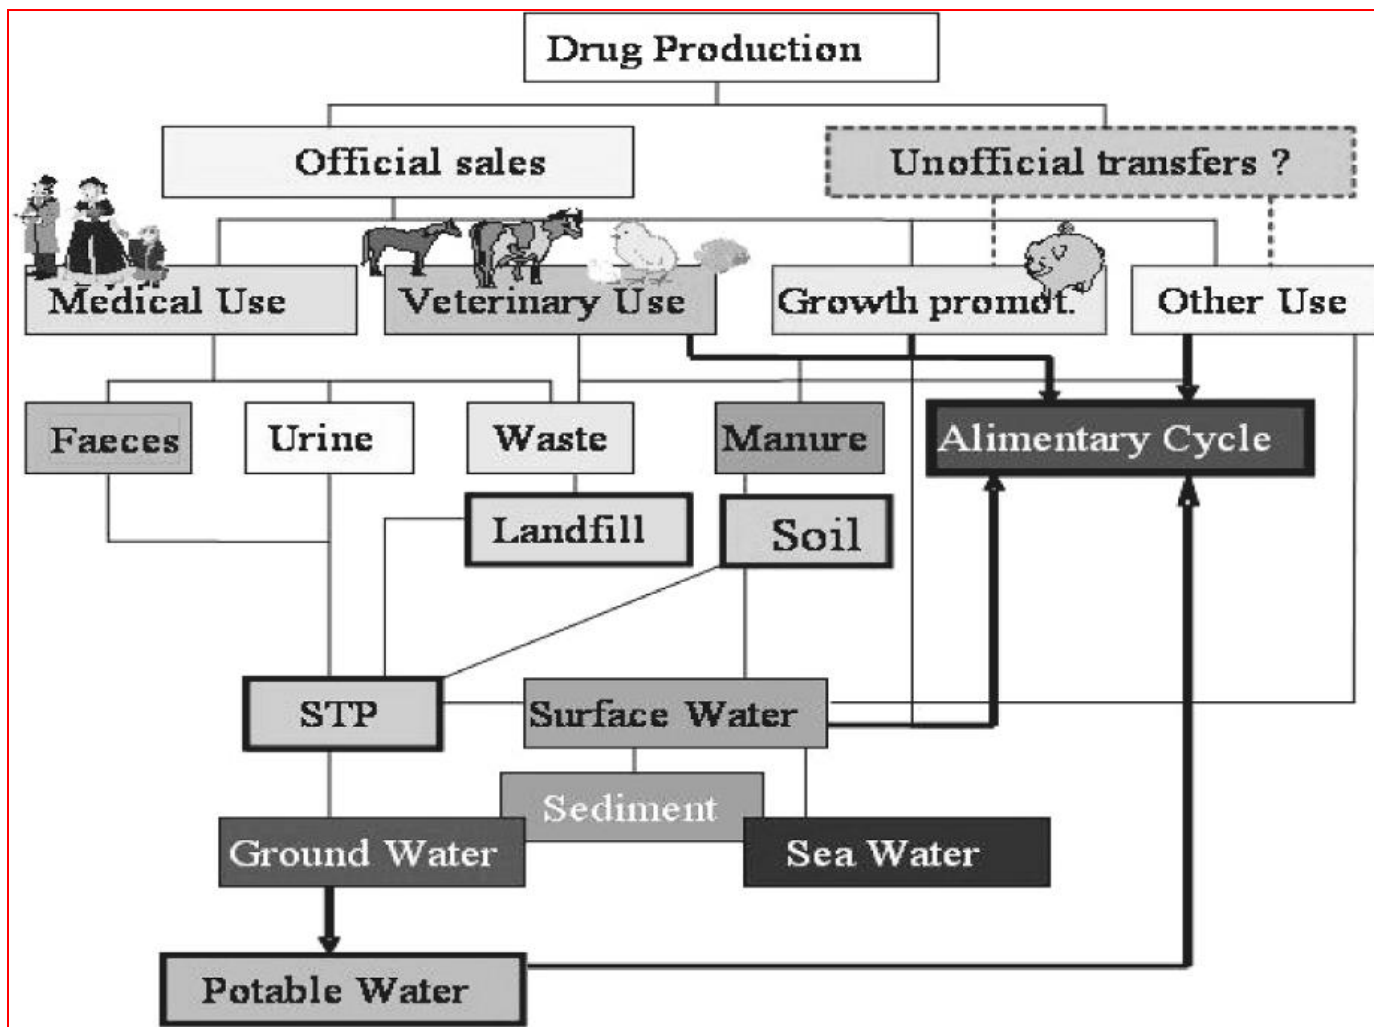 Drug Production
Official sales
Unofficial transfers ?
Medical Use
Veterinary Use
Growth promot.
Other Use
Faeces
Urine
Waste
Manure
Alimentary Cycle
Landfill
Soil
STP
Surface Water
Sediment
Ground Water
Sea Water
Potable Water